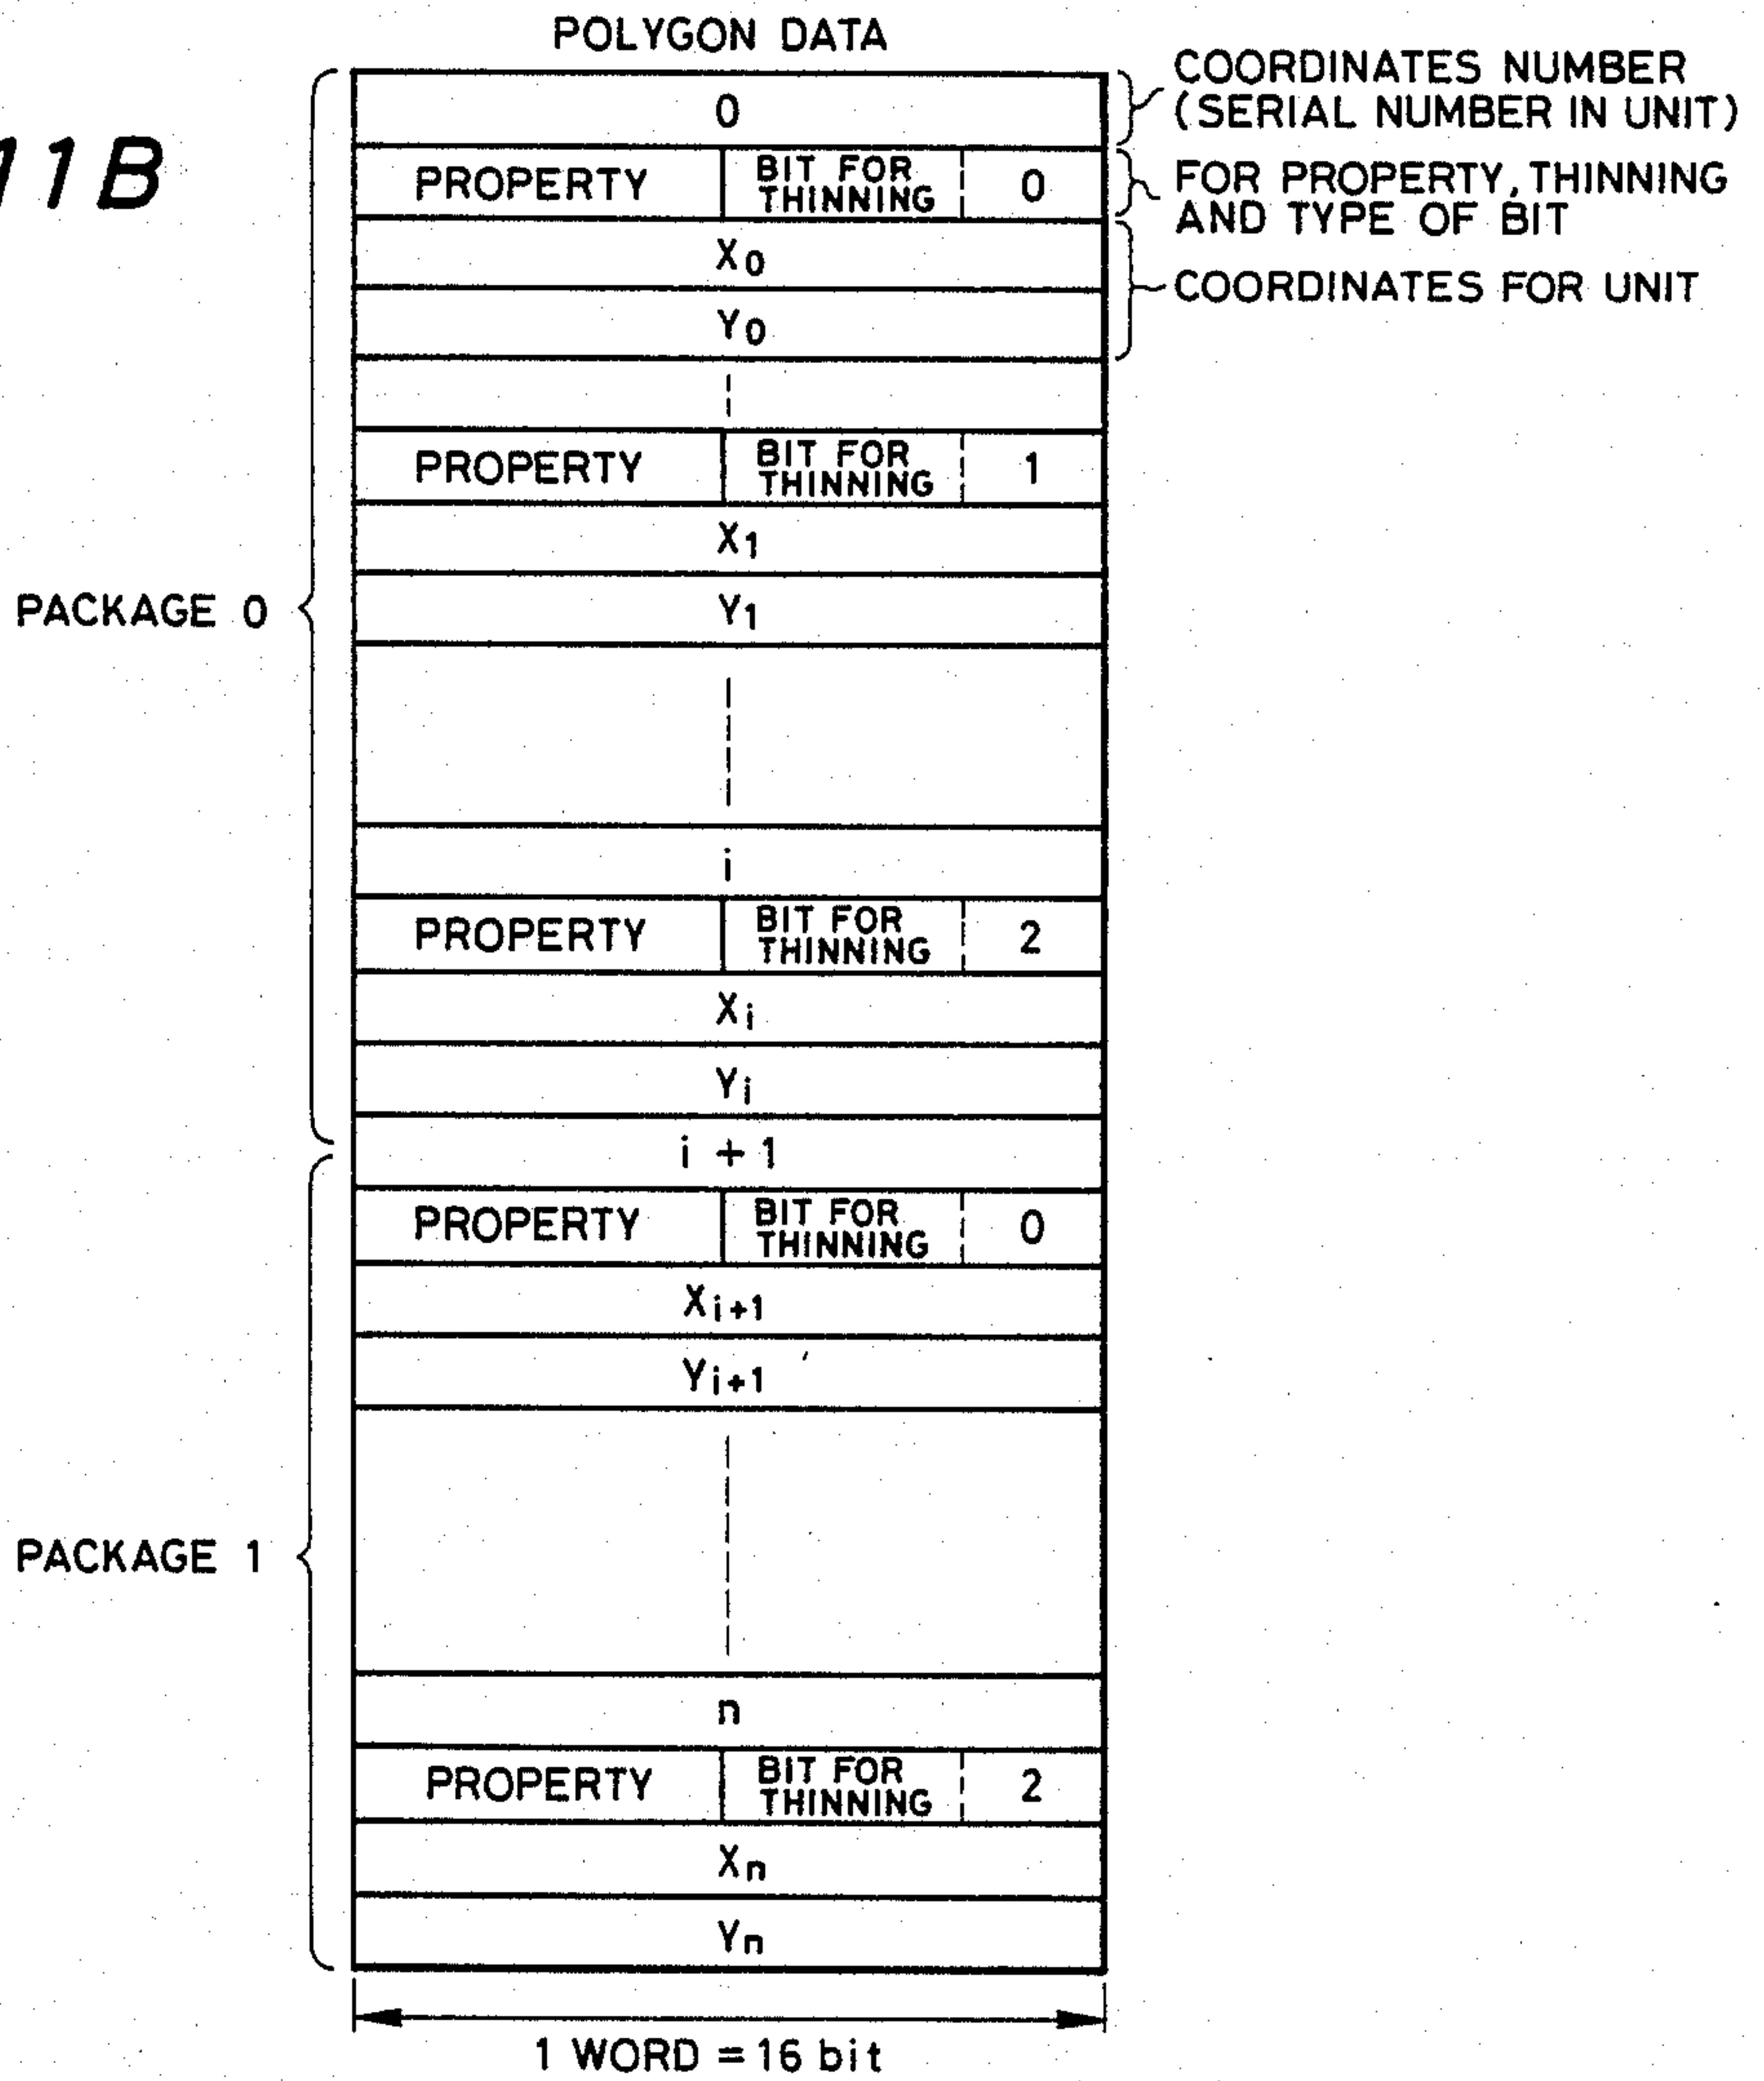 11B
POLYGON DATA
COORDINATES NUMBER
(SERIAL NUMBER IN UNIT)
0
PROPERTY BIT FOR THINNING 0
FOR PROPERTY, THINNING
AND TYPE OF BIT
X0
COORDINATES FOR UNIT
Y0
PROPERTY BIT FOR THINNING 1
X1
PACKAGE 0
Y1
i
PROPERTY BIT FOR THINNING 2
Xi
Yi
i + 1
PROPERTY BIT FOR THINNING 0
Xi+1
Yi+1
PACKAGE 1
n
PROPERTY BIT FOR THINNING 2
Xn
Yn
1 WORD = 16 bit